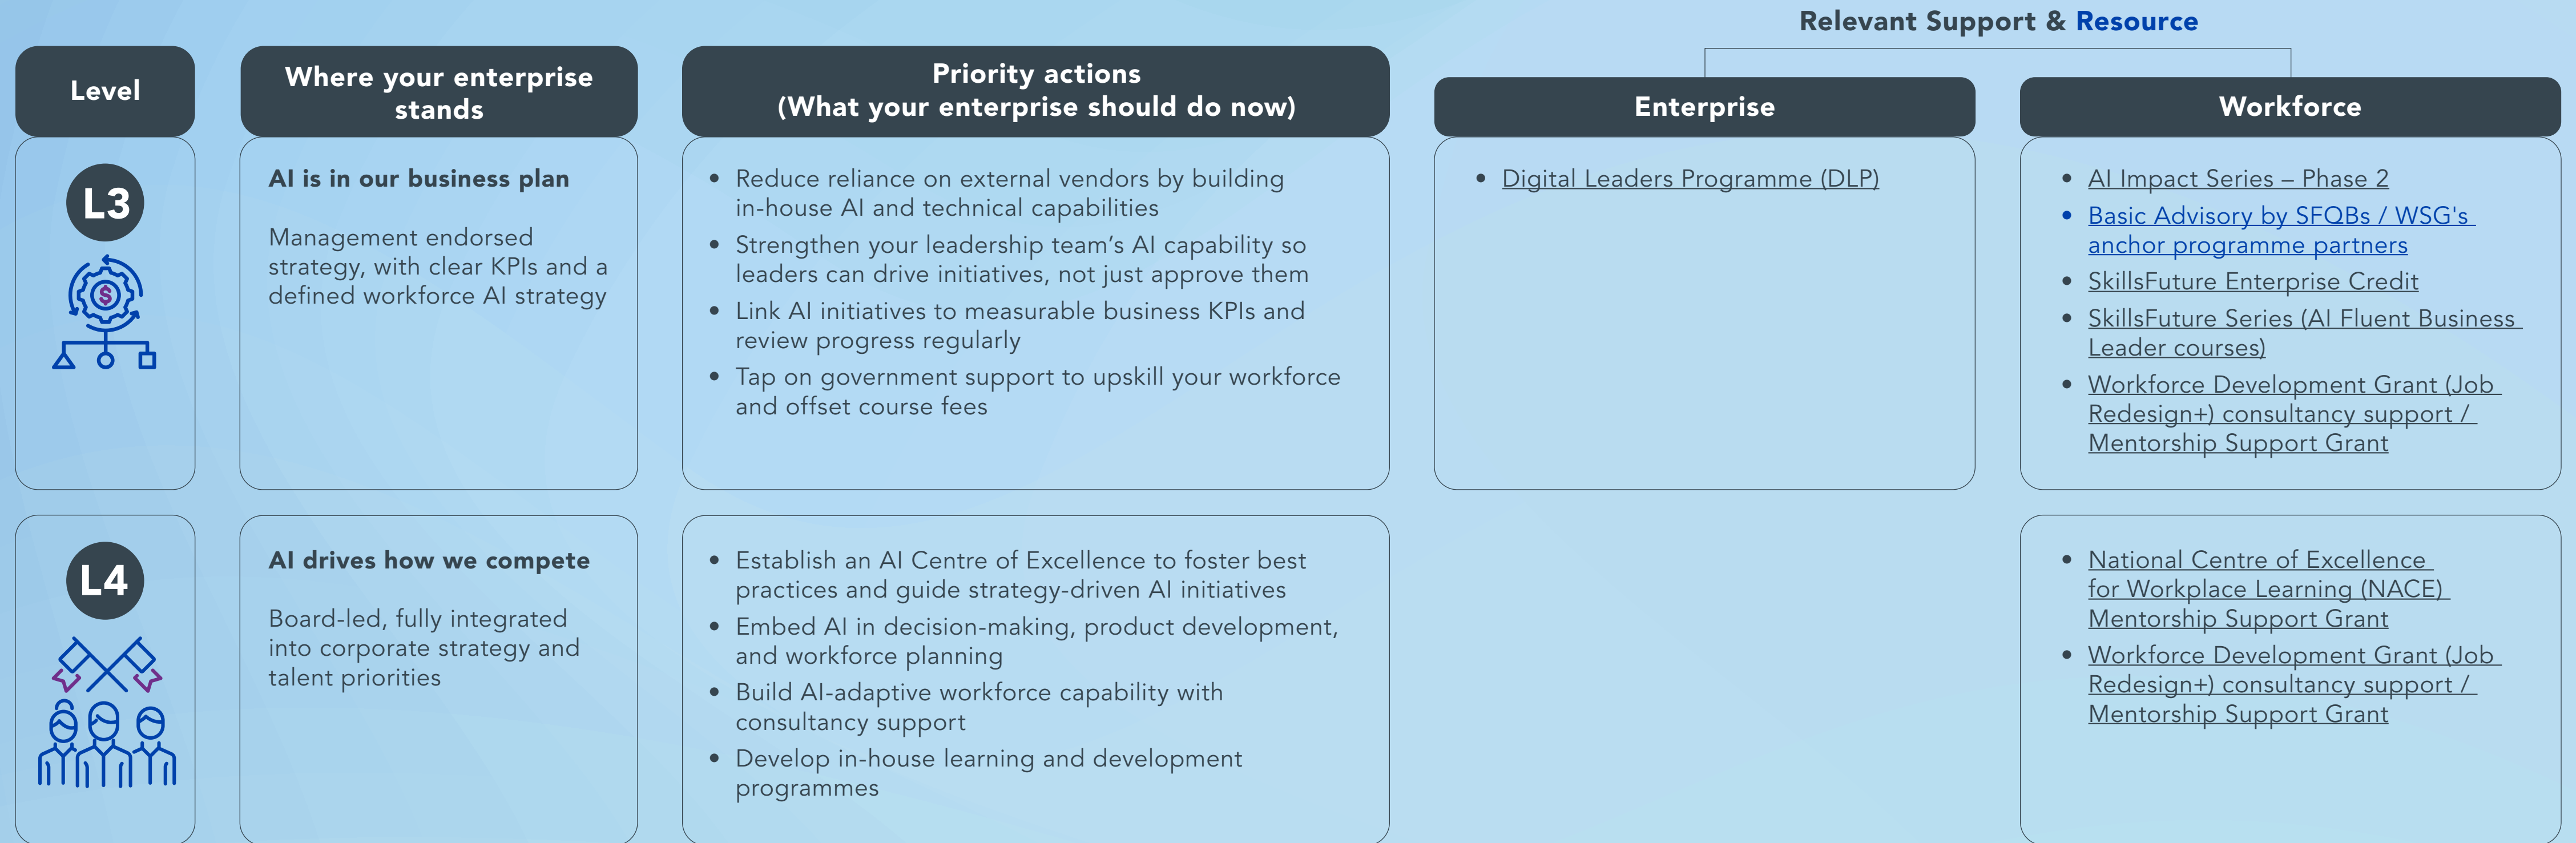 Relevant Support & Resource
Level
Where your enterprise
stands
Priority actions
(What your enterprise should do now)
Enterprise
Workforce
L3
AI is in our business plan
Management endorsed
strategy, with clear KPIs and a
defined workforce AI strategy
• Reduce reliance on external vendors by building
in-house AI and technical capabilities
• Strengthen your leadership team’s AI capability so
leaders can drive initiatives, not just approve them
• Link AI initiatives to measurable business KPIs and
review progress regularly
• Tap on government support to upskill your workforce
and offset course fees
• Digital Leaders Programme (DLP)
• AI Impact Series – Phase 2
• Basic Advisory by SFQBs / WSG's
anchor programme partners
• SkillsFuture Enterprise Credit
• SkillsFuture Series (AI Fluent Business
Leader courses)
• Workforce Development Grant (Job
Redesign+) consultancy support /
Mentorship Support Grant
$
L4
AI drives how we compete
Board-led, fully integrated
into corporate strategy and
talent priorities
• Establish an AI Centre of Excellence to foster best
practices and guide strategy-driven AI initiatives
• Embed AI in decision-making, product development,
and workforce planning
• Build AI-adaptive workforce capability with
consultancy support
• Develop in-house learning and development
programmes
• National Centre of Excellence
for Workplace Learning (NACE)
Mentorship Support Grant
• Workforce Development Grant (Job
Redesign+) consultancy support /
Mentorship Support Grant